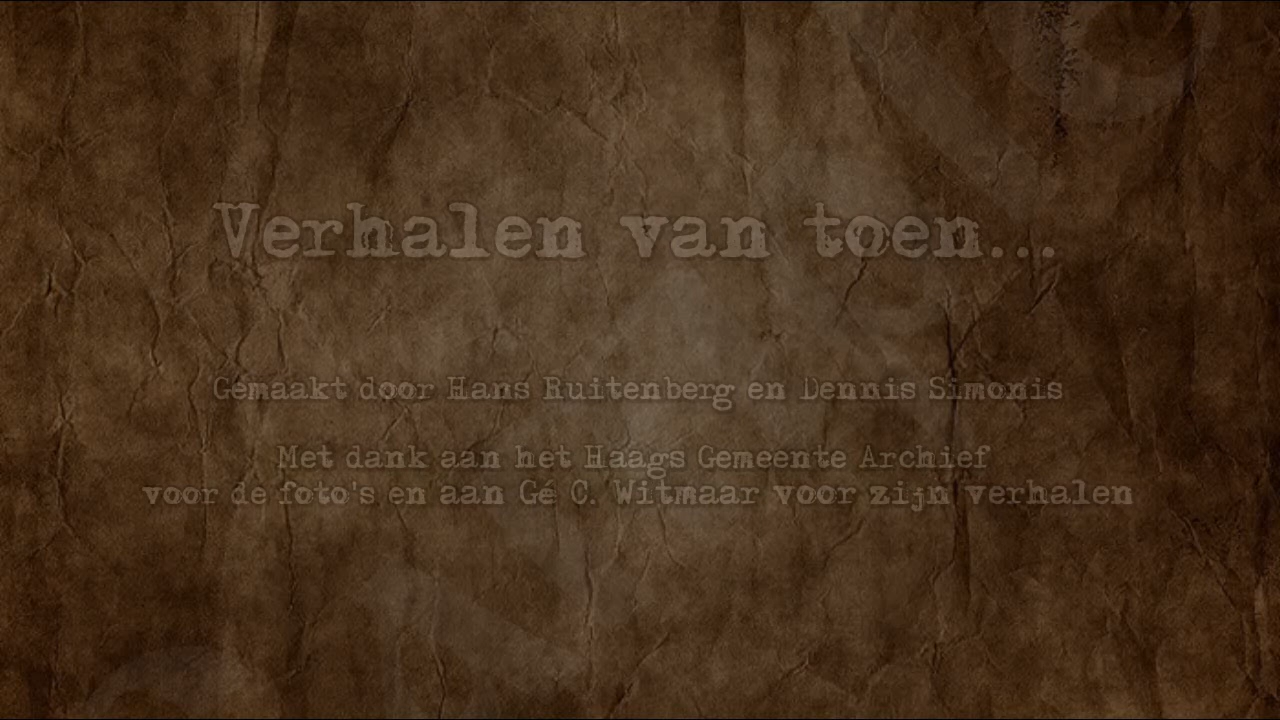 Verhalen van toen...
Gemaakt door Hans Ruitenberg en Dennis Simonis
Met dank aan het Haags Gemeente Archief
voor de foto's en aan Gé C. Witmaar voor zijn verhalen